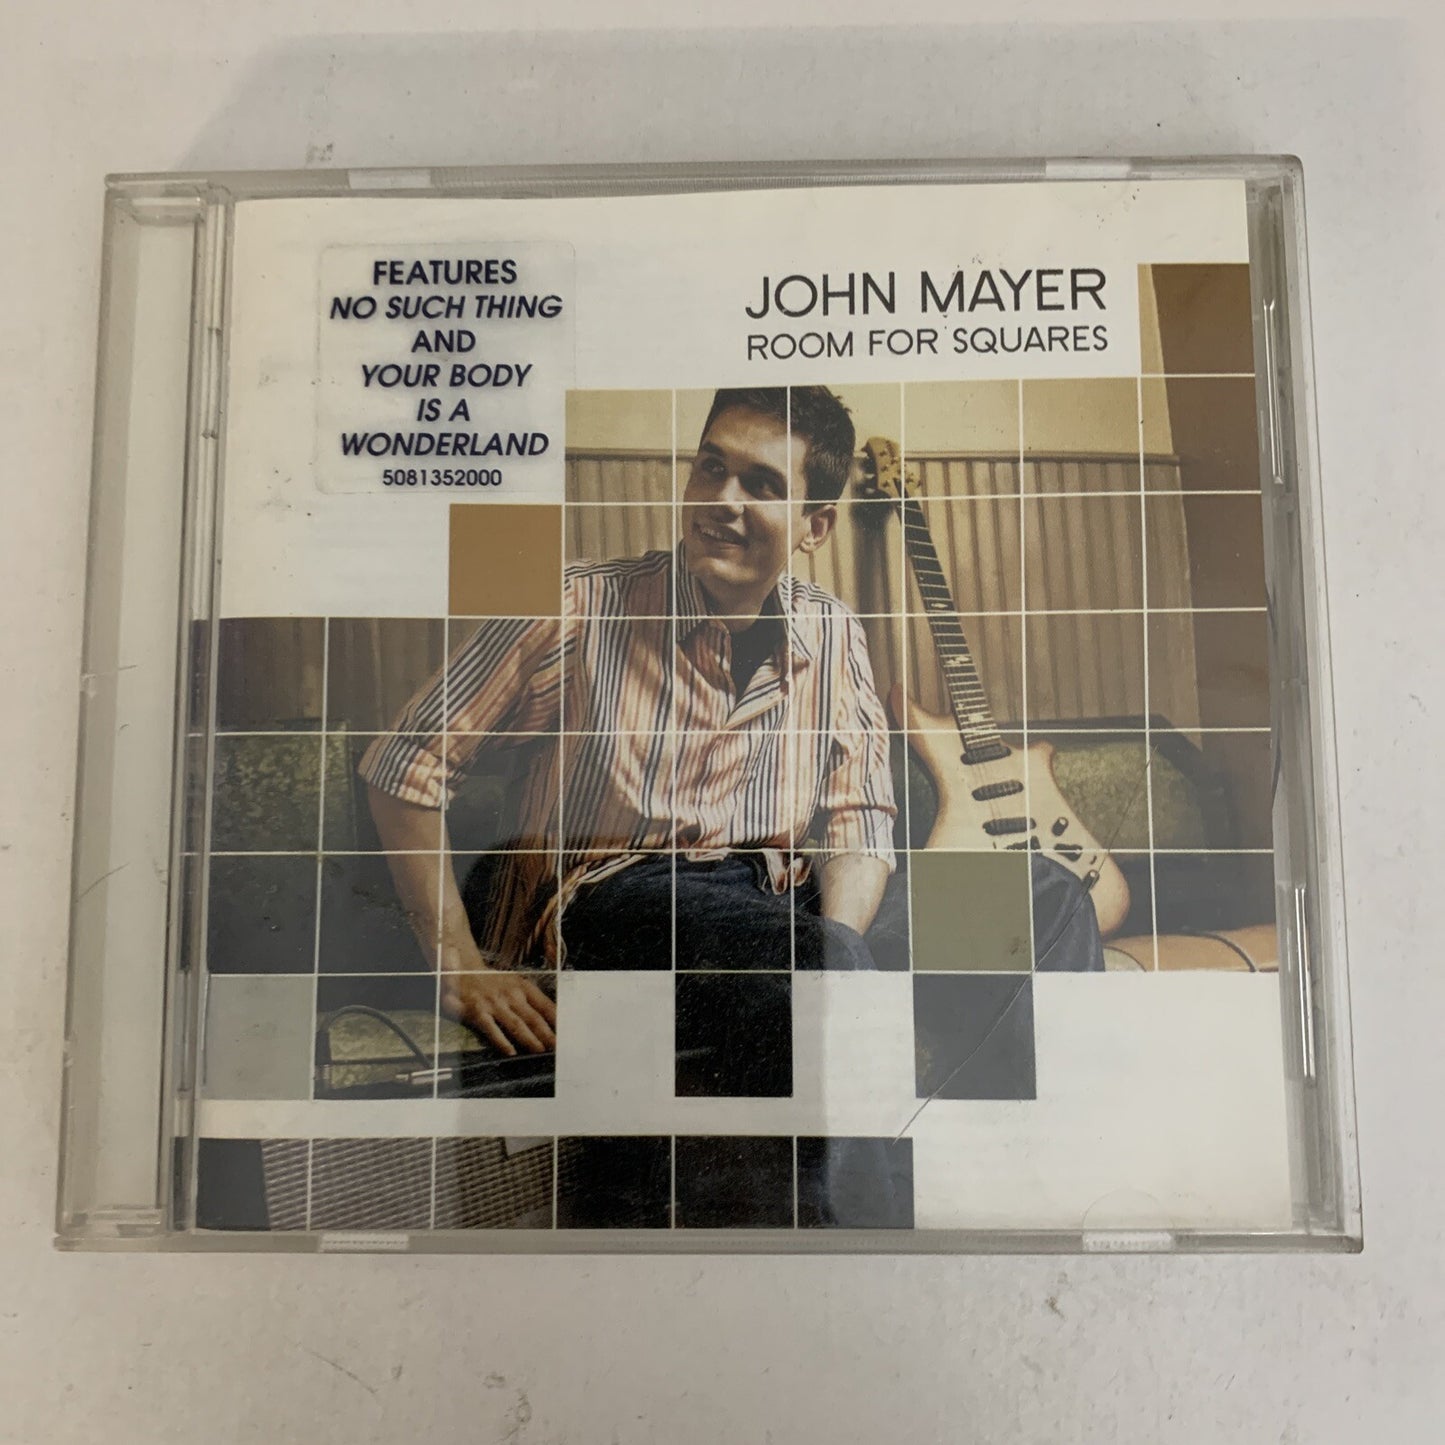 FEATURES
NO SUCH THING
AND
YOUR BODY
IS A
WONDERLAND
5081352000
JOHN MAYER
ROOM FOR SQUARES